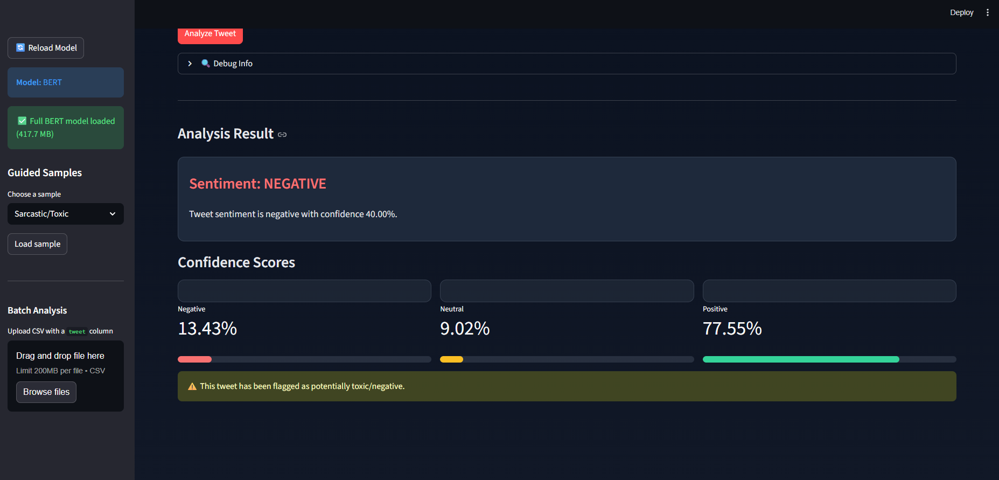 Deploy
Reload Model
Model: BERT
Full BERT model loaded
(417.7 MB)
Guided Samples
Choose a sample
Sarcastic/Toxic
Load sample
Batch Analysis
Upload CSV with a tweet column
Drag and drop file here
Limit 200MB per file • CSV
Browse files
Analyze Tweet
Debug Info
Analysis Result
Sentiment: NEGATIVE
Tweet sentiment is negative with confidence 40.00%.
Confidence Scores
Negative
13.43%
Neutral
9.02%
Positive
77.55%
This tweet has been flagged as potentially toxic/negative.